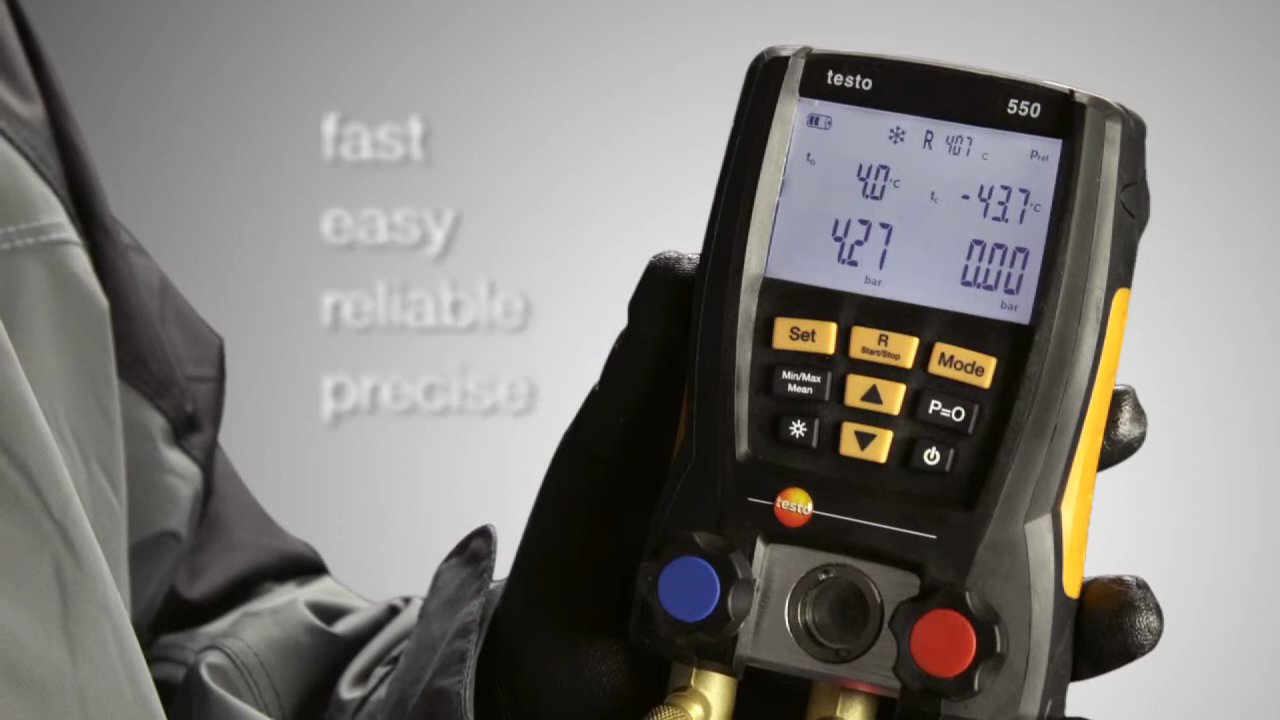 fast
easy
reliable
precise
testo
550
R 407 C
Prel
to
4.0 °C
tc
-43.7 °C
4.27
bar
0.00
bar
Set
R
Start/Stop
Mode
Min/Max
Mean
P=O
testo